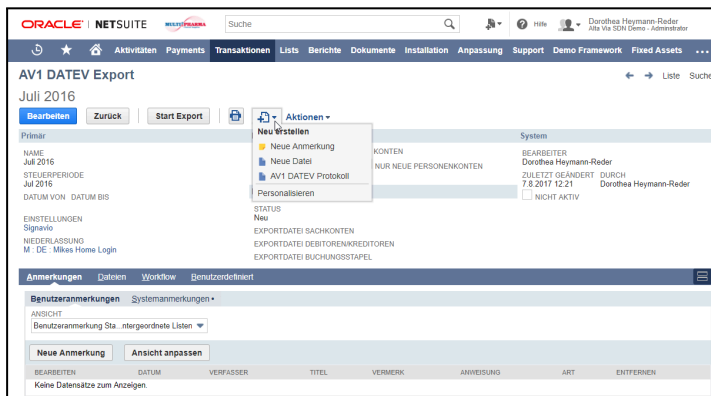 ORACLE | NETSUITE MULTIPHARMA Suche Hilfe Dorothea Heymann-Reder
Alta Via SDN Demo - Administrator
Aktivitäten Payments Transaktionen Lists Berichte Dokumente Installation Anpassung Support Demo Framework Fixed Assets ...
AV1 DATEV Export Liste Suche
Juli 2016
Bearbeiten Zurück Start Export Aktionen
Primär System
Neu erstellen
Neue Anmerkung
Neue Datei
AV1 DATEV Protokoll
Personalisieren
NAME
Juli 2016
STEUERPERIODE
Jul 2016
DATUM VON DATUM BIS
EINSTELLUNGEN
Signavio
NIEDERLASSUNG
M : DE : Mikes Home Login
KONTEN
NUR NEUE PERSONENKONTEN
STATUS
Neu
EXPORTDATEI SACHKONTEN
EXPORTDATEI DEBITOREN/KREDITOREN
EXPORTDATEI BUCHUNGSSTAPEL
BEARBEITER
Dorothea Heymann-Reder
ZULETZT GEÄNDERT DURCH
7.8.2017 12:21 Dorothea Heymann-Reder
NICHT AKTIV
Anmerkungen Dateien Workflow Benutzerdefiniert
Benutzeranmerkungen Systemanmerkungen •
ANSICHT
Benutzeranmerkung Sta...ntergeordnete Listen
Neue Anmerkung Ansicht anpassen
BEARBEITEN DATUM VERFASSER TITEL VERMERK ANWEISUNG ART ENTFERNEN
Keine Datensätze zum Anzeigen.